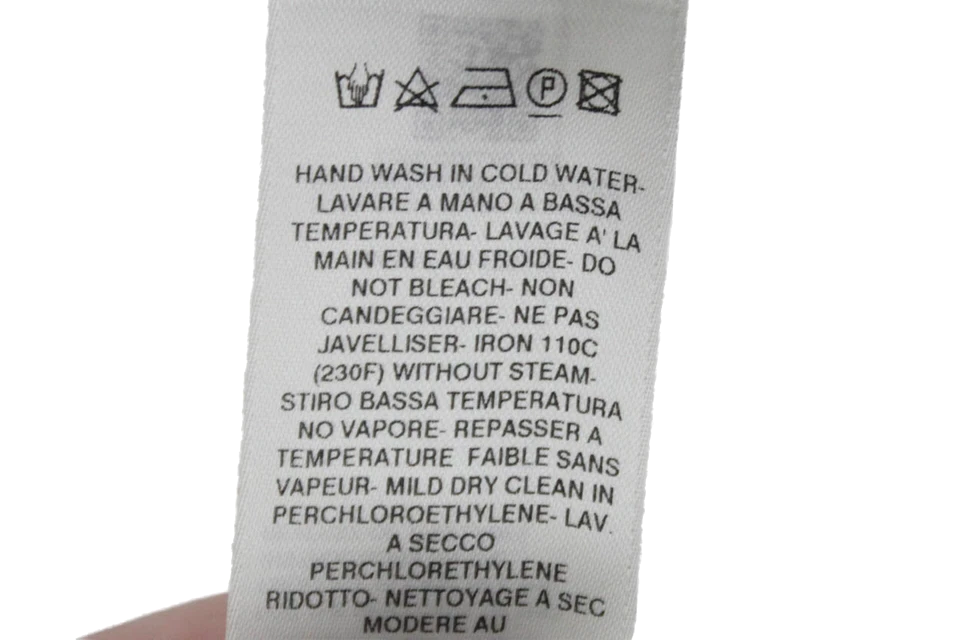 P
HAND WASH IN COLD WATER-
LAVARE A MANO A BASSA
TEMPERATURA- LAVAGE A' LA
MAIN EN EAU FROIDE- DO
NOT BLEACH- NON
CANDEGGIARE- NE PAS
JAVELLISER- IRON 110C
(230F) WITHOUT STEAM-
STIRO BASSA TEMPERATURA
NO VAPORE- REPASSER A
TEMPERATURE FAIBLE SANS
VAPEUR- MILD DRY CLEAN IN
PERCHLOROETHYLENE- LAV.
A SECCO
PERCHLORETHYLENE
RIDOTTO- NETTOYAGE A SEC
MODERE AU